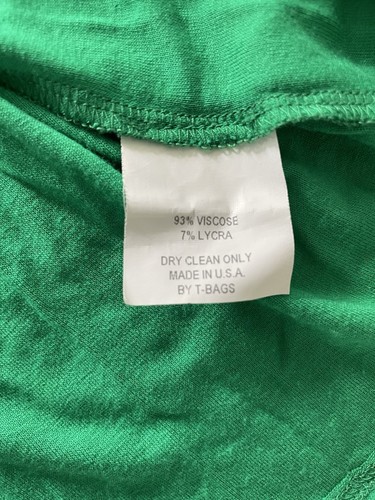 93% VISCOSE
7% LYCRA
DRY CLEAN ONLY
MADE IN U.S.A.
BY T-BAGS